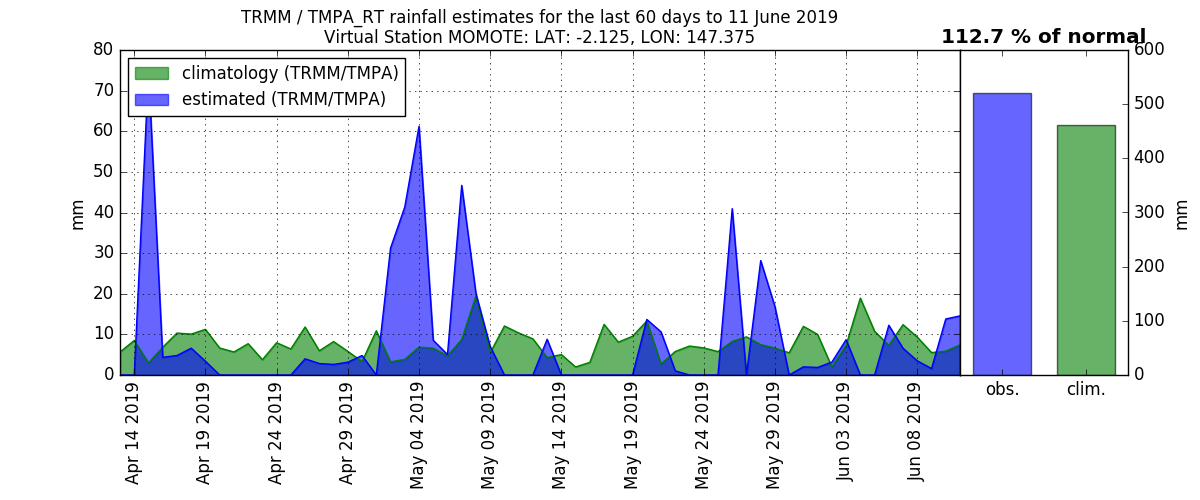 TRMM / TMPA_RT rainfall estimates for the last 60 days to 11 June 2019
Virtual Station MOMOTE: LAT: -2.125, LON: 147.375
112.7 % of normal
climatology (TRMM/TMPA)
estimated (TRMM/TMPA)
80
70
60
50
40
30
20
10
0
mm
600
500
400
300
200
100
0
mm
Apr 14 2019
Apr 19 2019
Apr 24 2019
Apr 29 2019
May 04 2019
May 09 2019
May 14 2019
May 19 2019
May 24 2019
May 29 2019
Jun 03 2019
Jun 08 2019
obs.
clim.